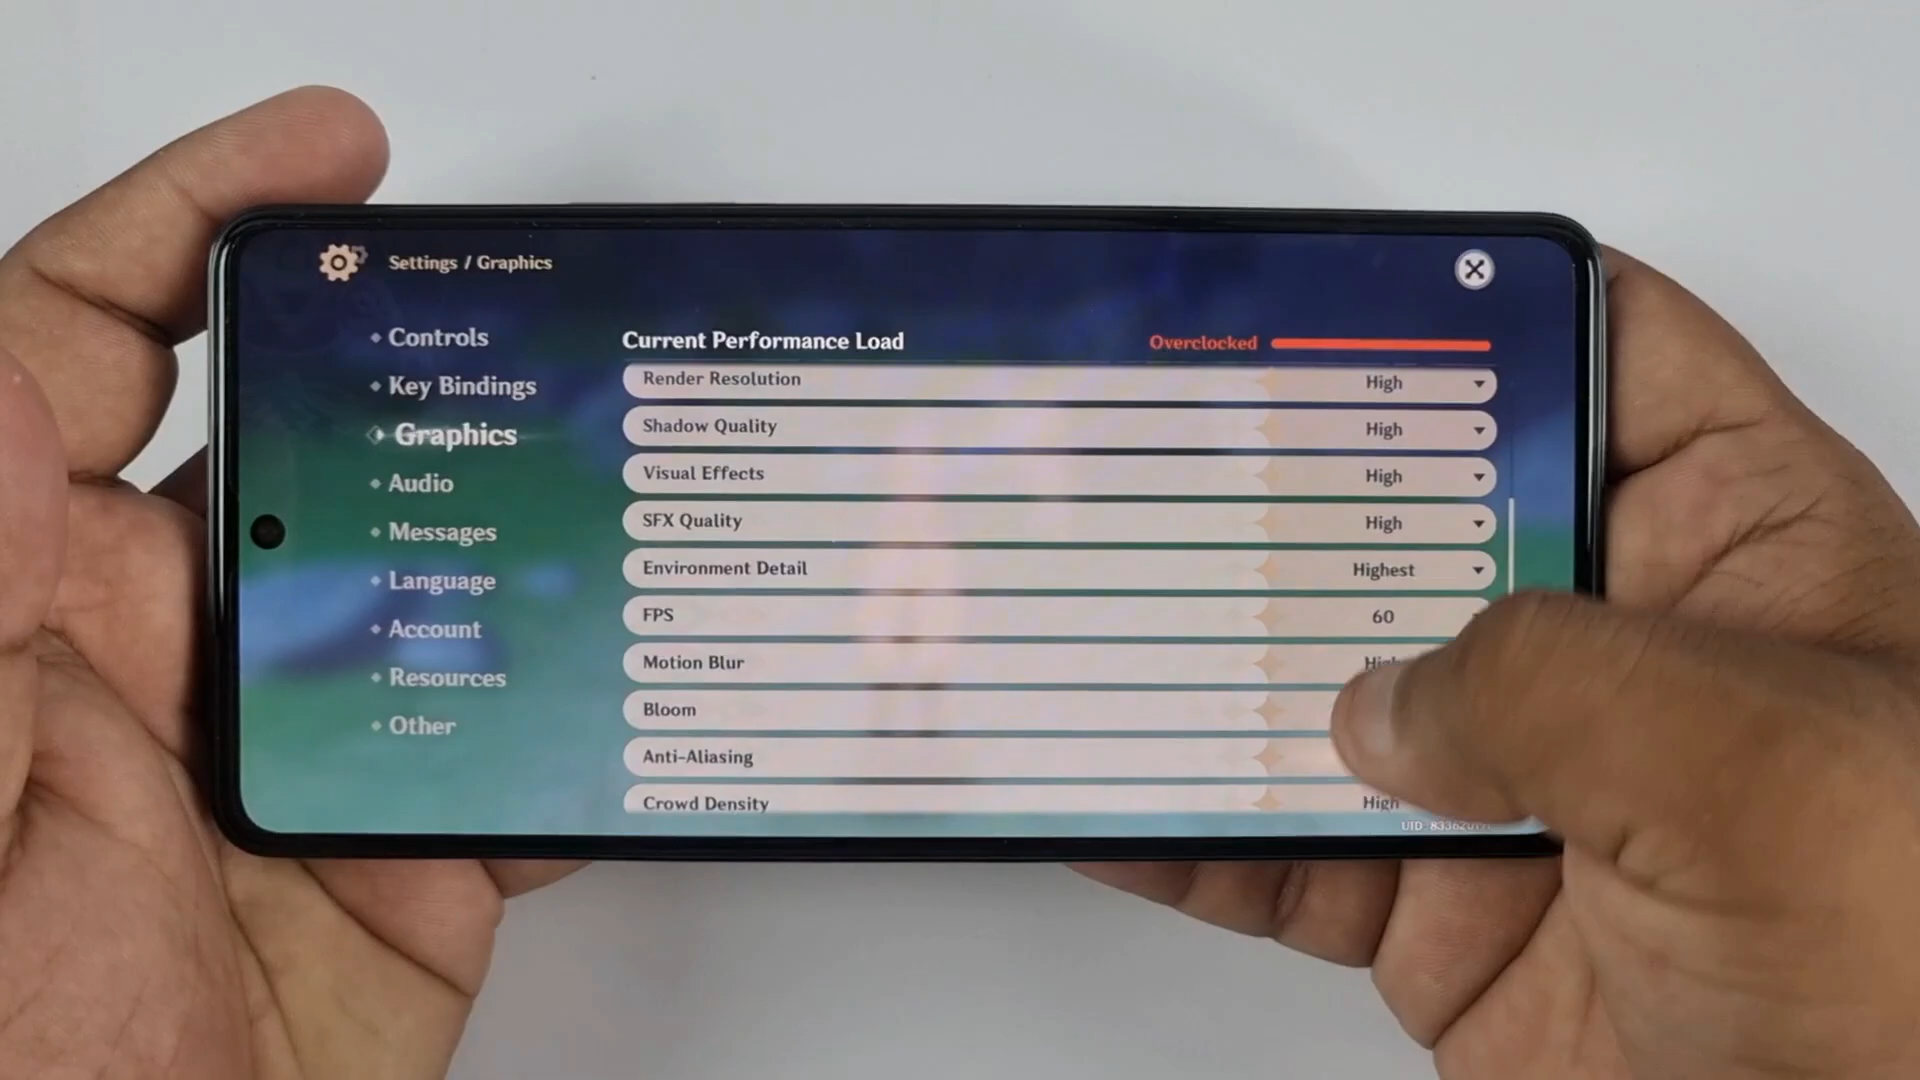 Settings / Graphics
Controls
Key Bindings
Graphics
Audio
Messages
Language
Account
Resources
Other
Current Performance Load Overclocked
Render Resolution High
Shadow Quality High
Visual Effects High
SFX Quality High
Environment Detail Highest
FPS 60
Motion Blur
Bloom
Anti-Aliasing
Crowd Density High
UID: